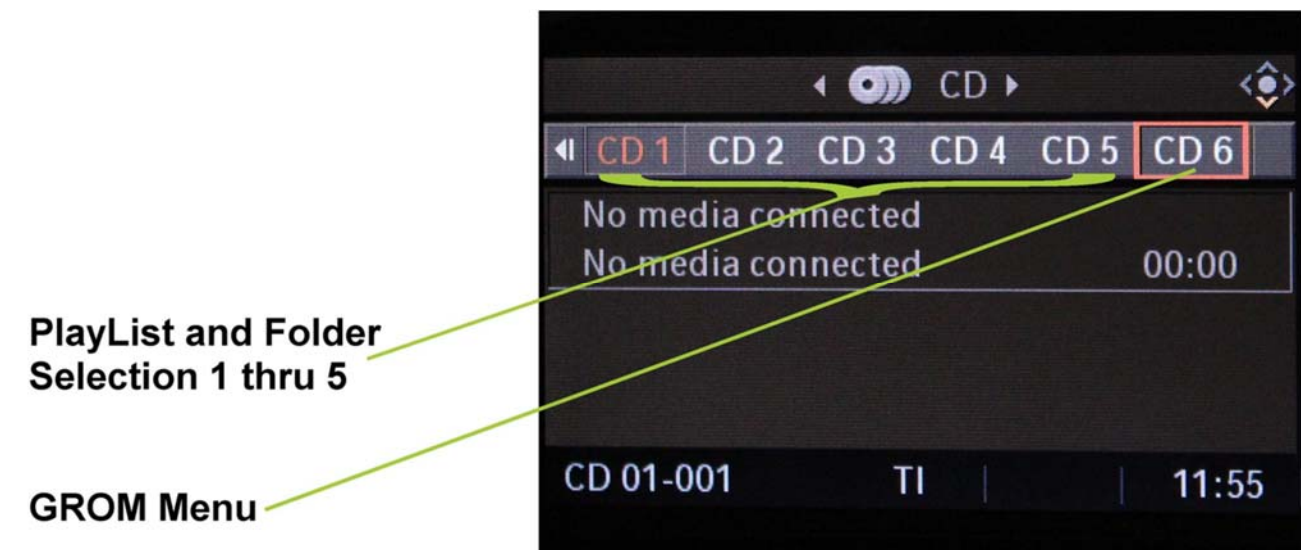 CD
CD 1 CD 2 CD 3 CD 4 CD 5 CD 6
No media connected
No media connected 00:00
PlayList and Folder
Selection 1 thru 5
CD 01-001 TI 11:55
GROM Menu